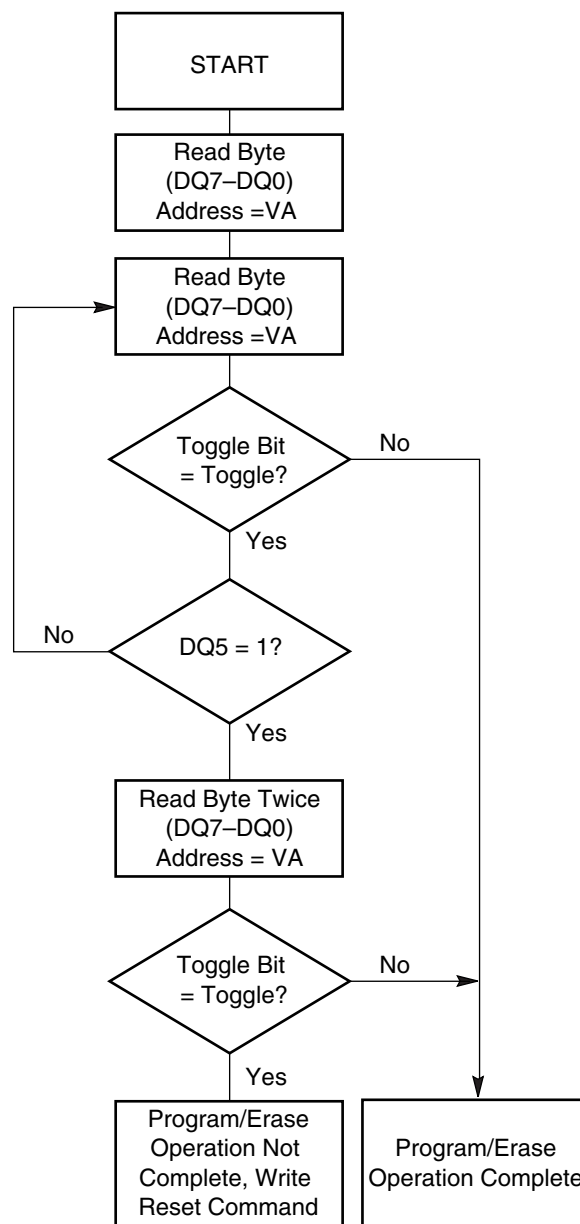 START
Read Byte
(DQ7–DQ0)
Address =VA
Read Byte
(DQ7–DQ0)
Address =VA
Toggle Bit
= Toggle?
No
Yes
No
DQ5 = 1?
Yes
Read Byte Twice
(DQ7–DQ0)
Address = VA
Toggle Bit
= Toggle?
No
Yes
Program/Erase
Operation Not
Complete, Write
Reset Command
Program/Erase
Operation Complete